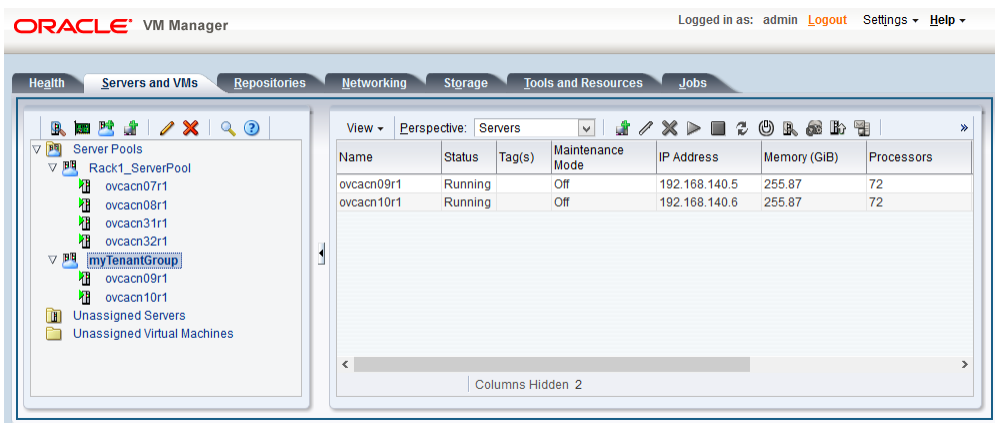 ORACLE VM Manager
Logged in as: admin Logout Settings Help
Health Servers and VMs Repositories Networking Storage Tools and Resources Jobs
Server Pools
Rack1_ServerPool
ovcacn07r1
ovcacn08r1
ovcacn31r1
ovcacn32r1
myTenantGroup
ovcacn09r1
ovcacn10r1
Unassigned Servers
Unassigned Virtual Machines
View Perspective: Servers
Name Status Tag(s) Maintenance Mode IP Address Memory (GiB) Processors
ovcacn09r1 Running Off 192.168.140.5 255.87 72
ovcacn10r1 Running Off 192.168.140.6 255.87 72
Columns Hidden 2